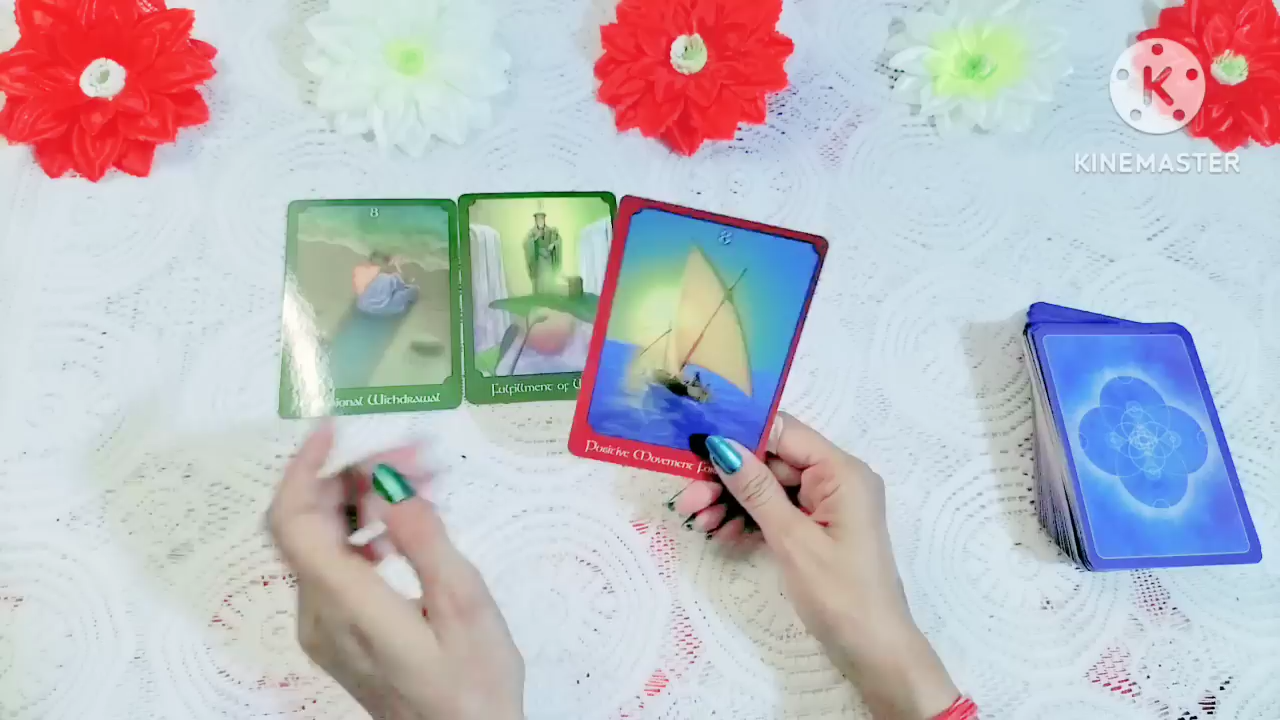 K
KINEMASTER
8
8
Withdrawal
Fulfillment of
Positive Movement